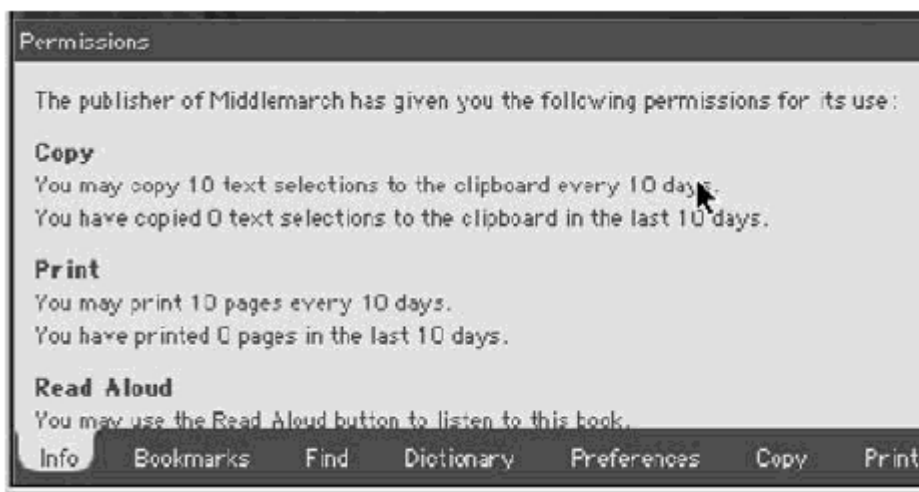 Permissions
The publisher of Middlemarch has given you the following permissions for its use:
Copy
You may copy 10 text selections to the clipboard every 10 days.
You have copied 0 text selections to the clipboard in the last 10 days.
Print
You may print 10 pages every 10 days.
You have printed 0 pages in the last 10 days.
Read Aloud
You may use the Read Aloud button to listen to this book.
Info Bookmarks Find Dictionary Preferences Copy Print